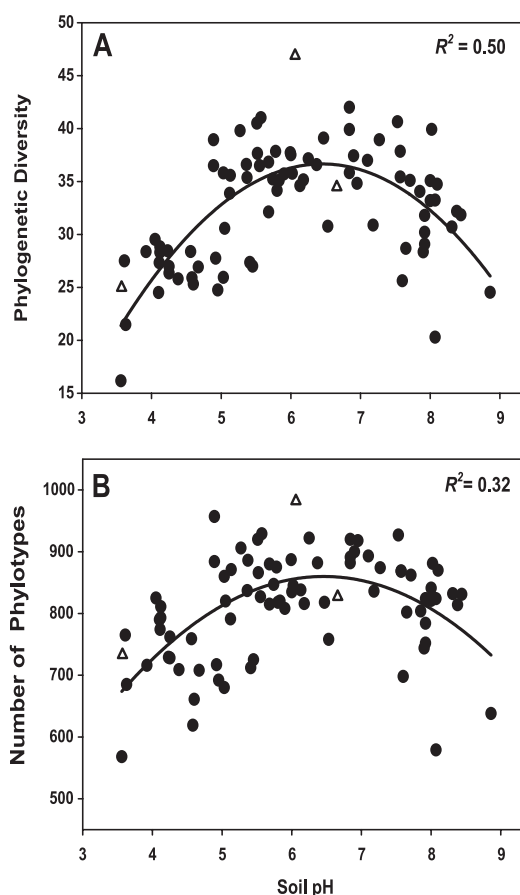 A
R² = 0.50
Phylogenetic Diversity
50
45
40
35
30
25
20
15
3 4 5 6 7 8 9
B
R²= 0.32
Number of Phylotypes
1000
900
800
700
600
500
3 4 5 6 7 8 9
Soil pH